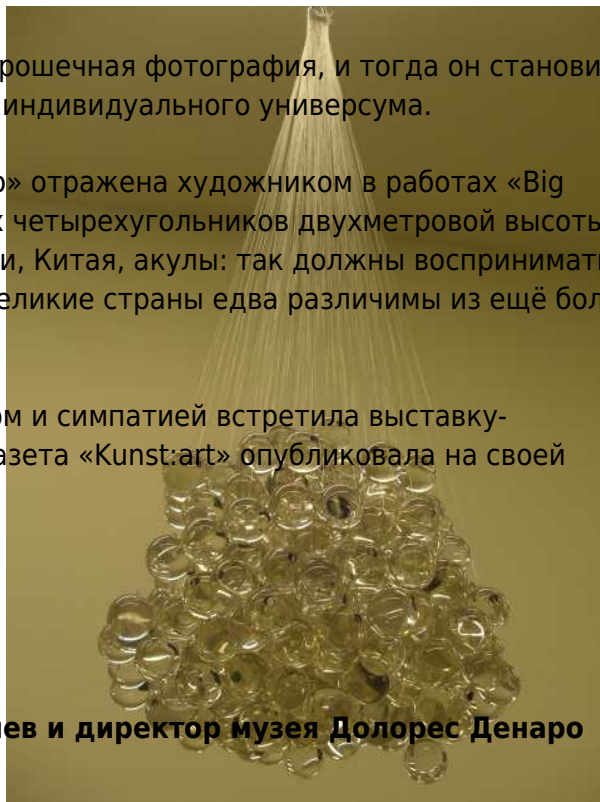 рошечная фотография, и тогда он станови
индивидуального универсума.
о» отражена художником в работах «Big
х четырехугольников двухметровой высоты
и, Китая, акулы: так должны восприниматі
еликие страны едва различимы из ещё бол
ом и симпатией встретила выставку-
азета «Kunst:art» опубликовала на своей
иев и директор музея Долорес Денаро